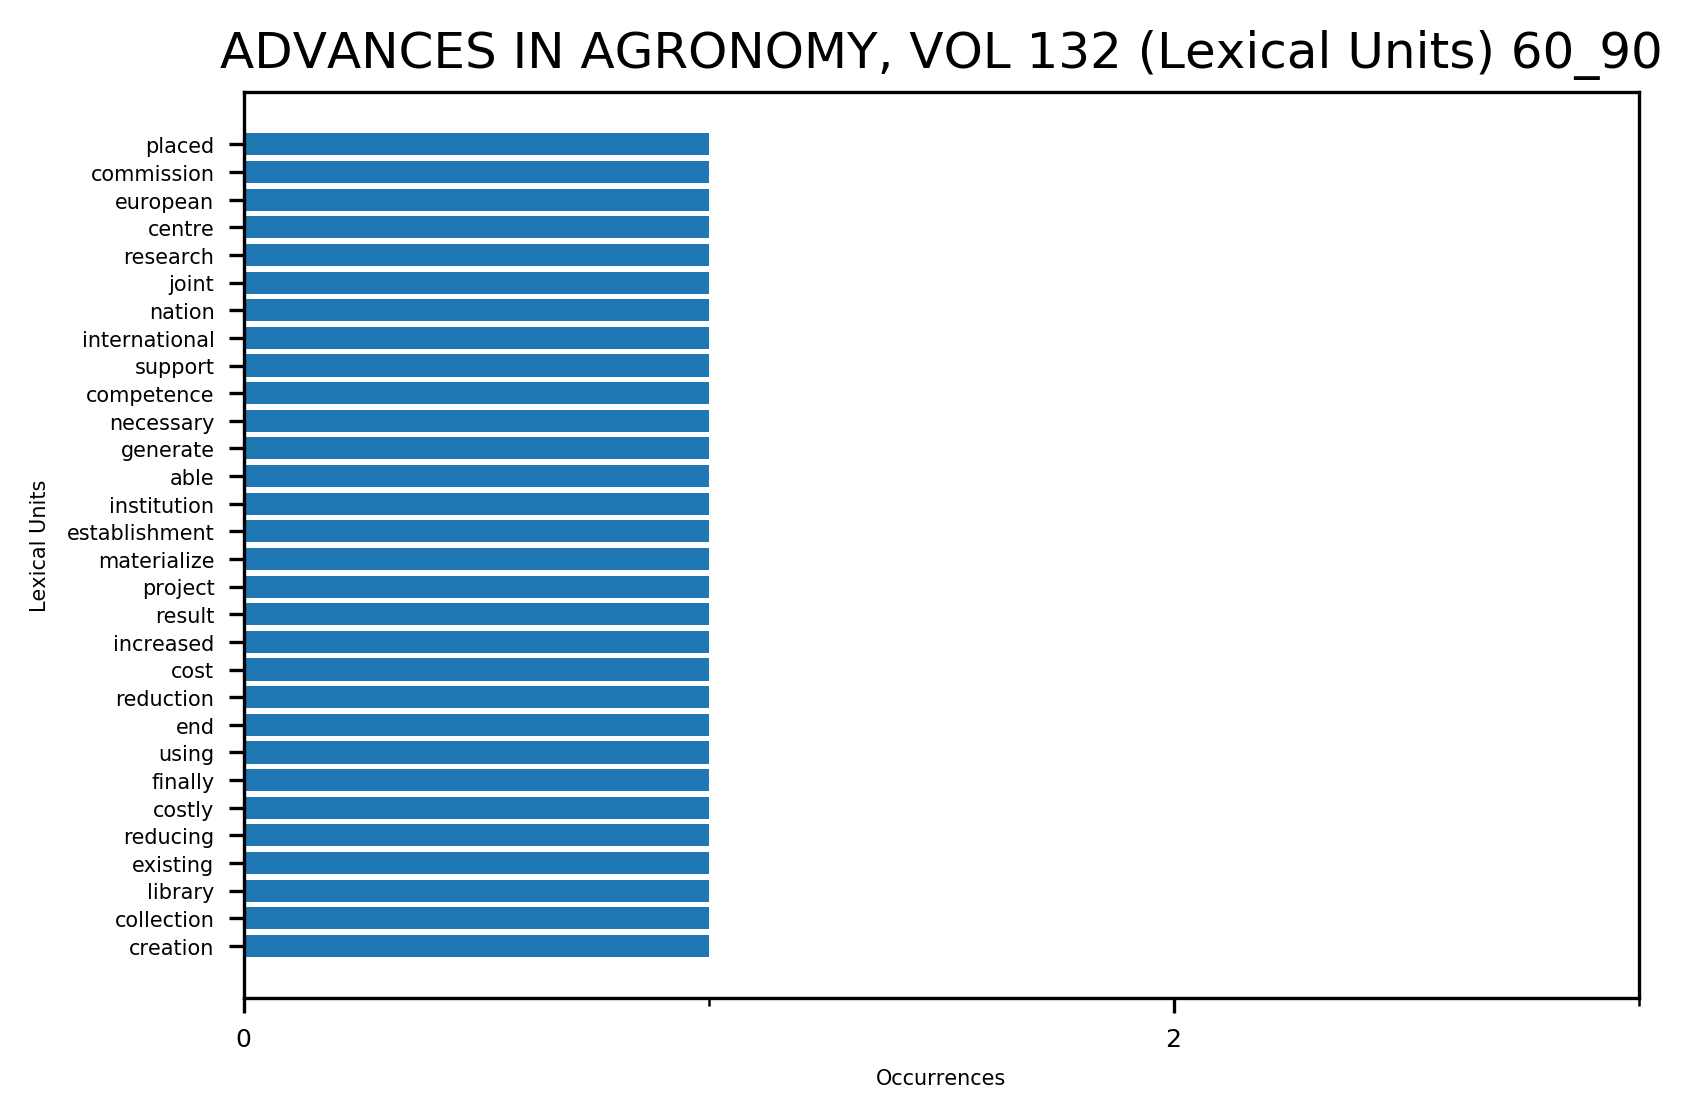 ADVANCES IN AGRONOMY, VOL 132 (Lexical Units) 60_90
placed
commission
european
centre
research
joint
nation
international
support
competence
necessary
generate
able
institution
establishment
materialize
project
result
increased
cost
reduction
end
using
finally
costly
reducing
existing
library
collection
creation
Lexical Units
0
2
Occurrences